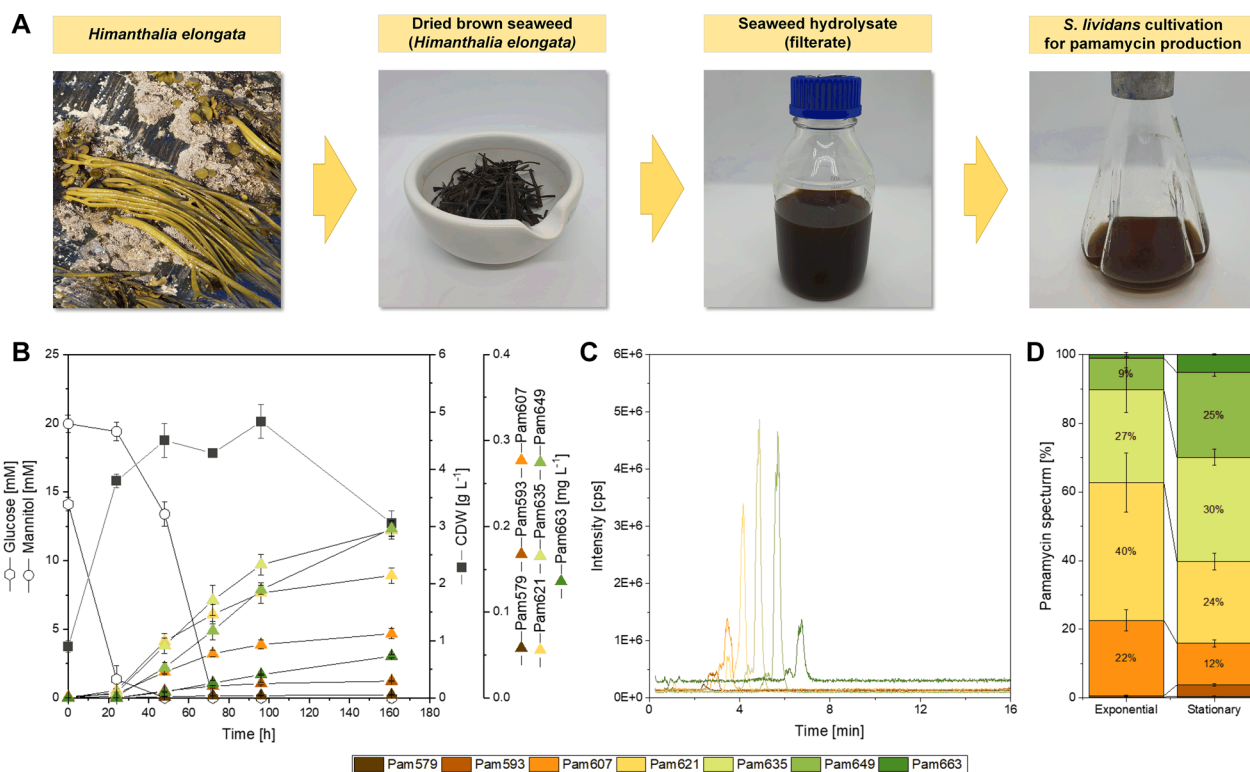 A
Himanthalia elongata
Dried brown seaweed
(Himanthalia elongata)
Seaweed hydrolysate
(filterate)
S. lividans cultivation
for pamamycin production
B
25
20
15
10
5
0
Glucose [mM]
Mannitol [mM]
0 20 40 60 80 100 120 140 160 180
Time [h]
6
5
4
3
2
1
0
CDW [g L-1]
0.4
0.3
0.2
0.1
0.0
Pam579 Pam593 Pam607
Pam621 Pam635 Pam649
Pam663 [mg L-1]
C
6E+6
5E+6
4E+6
3E+6
2E+6
1E+6
0E+0
Intensity [cps]
4 8 12 16
Time [min]
D
100
80
60
40
20
0
Pamamycin specturm [%]
9%
27%
40%
22%
25%
30%
24%
12%
Exponential Stationary
Pam579 Pam593 Pam607 Pam621 Pam635 Pam649 Pam663